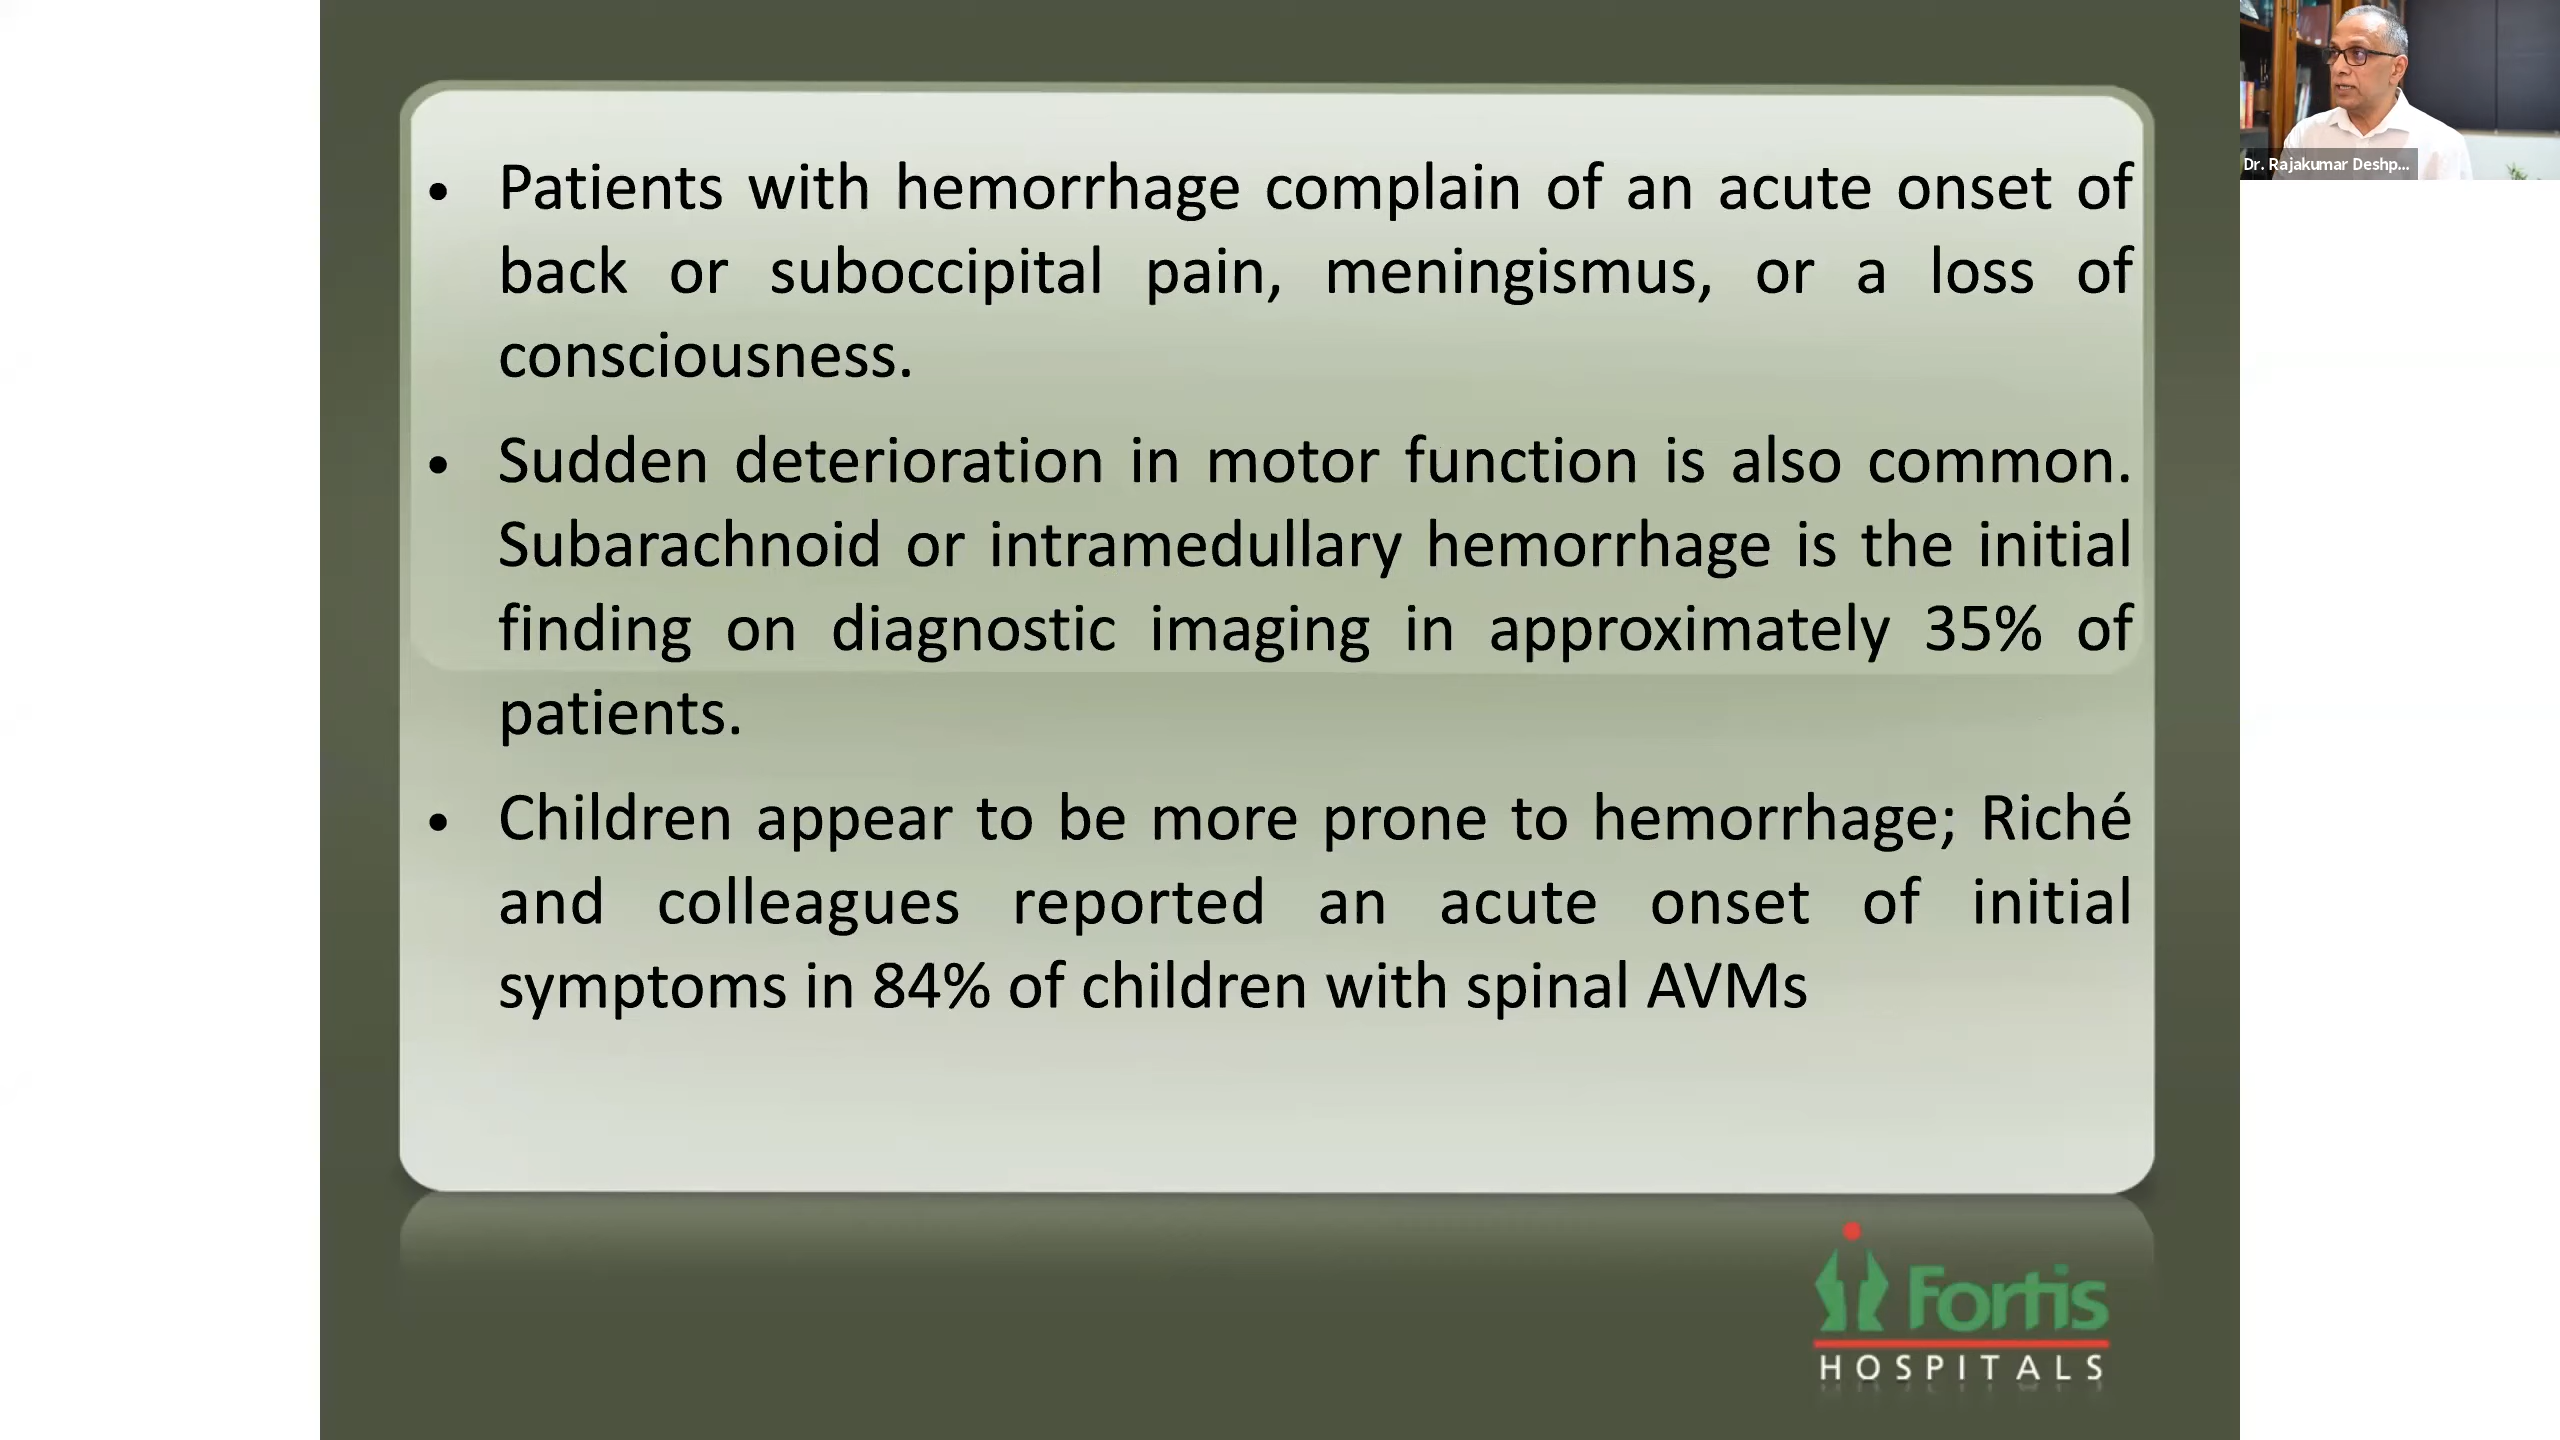 • Patients with hemorrhage complain of an acute onset of
back or suboccipital pain, meningismus, or a loss of
consciousness.
• Sudden deterioration in motor function is also common.
Subarachnoid or intramedullary hemorrhage is the initial
finding on diagnostic imaging in approximately 35% of
patients.
• Children appear to be more prone to hemorrhage; Riché
and colleagues reported an acute onset of initial
symptoms in 84% of children with spinal AVMs
Fortis
HOSPITALS
Dr. Rajakumar Deshp...